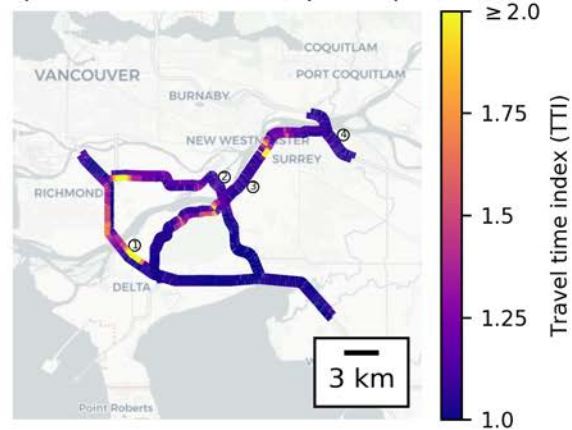 COQUITLAM
VANCOUVER
PORT COQUITLAM
BURNABY
NEW WESTMINSTER
④
SURREY
②
③
RICHMOND
①
DELTA
3 km
Point Roberts
≥ 2.0
1.75
1.5
1.25
1.0
Travel time index (TTI)